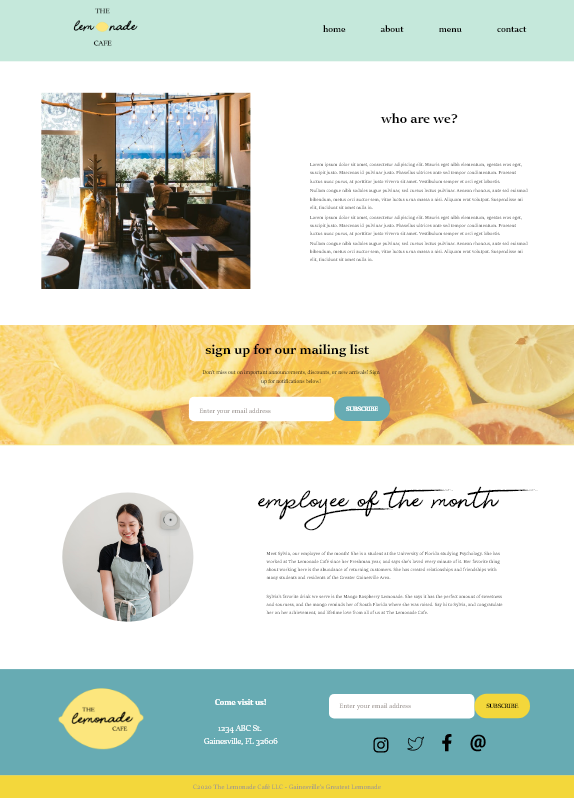 THE
lemonade
CAFE
home about menu contact
who are we?
Lorem ipsum dolor sit amet, consectetur adipiscing elit. Mauris eget nibh elementum, egestas eros eget,
suscipit justo. Maecenas id pulvinar justo. Phasellus ultrices ante sed tempor condimentum. Praesent
luctus nunc purus, at porttitor justo viverra sit amet. Vestibulum semper et orci eget lobortis.
Nullam congue nibh sodales augue pulvinar, sed cursus lectus pulvinar. Aenean rhoncus, ante sed euismod
bibendum, metus orci auctor sem, vitae luctus urna massa a nisi. Aliquam erat volutpat. Suspendisse mi
elit, tincidunt sit amet nulla in.
Lorem ipsum dolor sit amet, consectetur adipiscing elit. Mauris eget nibh elementum, egestas eros eget,
suscipit justo. Maecenas id pulvinar justo. Phasellus ultrices ante sed tempor condimentum. Praesent
luctus nunc purus, at porttitor justo viverra sit amet. Vestibulum semper et orci eget lobortis.
Nullam congue nibh sodales augue pulvinar, sed cursus lectus pulvinar. Aenean rhoncus, ante sed euismod
bibendum, metus orci auctor sem, vitae luctus urna massa a nisi. Aliquam erat volutpat. Suspendisse mi
elit, tincidunt sit amet nulla in.
sign up for our mailing list
Don't miss out on important announcements, discounts, or new arrivals! Sign
up for notifications below!
Enter your email address SUBSCRIBE
employee of the month
Meet Sylvia, our employee of the month! She is a student at the University of Florida studying Psychology. She has
worked at The Lemonade Cafe since her Freshman year, and says she's loved every minute of it. Her favorite thing
about working here is the abundance of returning customers. She has created relationships and friendships with
many students and residents of the Greater Gainesville Area.
Sylvia's favorite drink we serve is the Mango Raspberry Lemonade. She says it has the perfect amount of sweetness
and sourness, and the mango reminds her of South Florida where she was raised. Say hi to Sylvia, and congratulate
her on her achievement, and lifetime love from all of us at The Lemonade Cafe.
THE
lemonade
CAFE
Come visit us!
1234 ABC St.
Gainesville, FL 32606
Enter your email address SUBSCRIBE
©2020 The Lemonade Café LLC - Gainesville's Greatest Lemonade